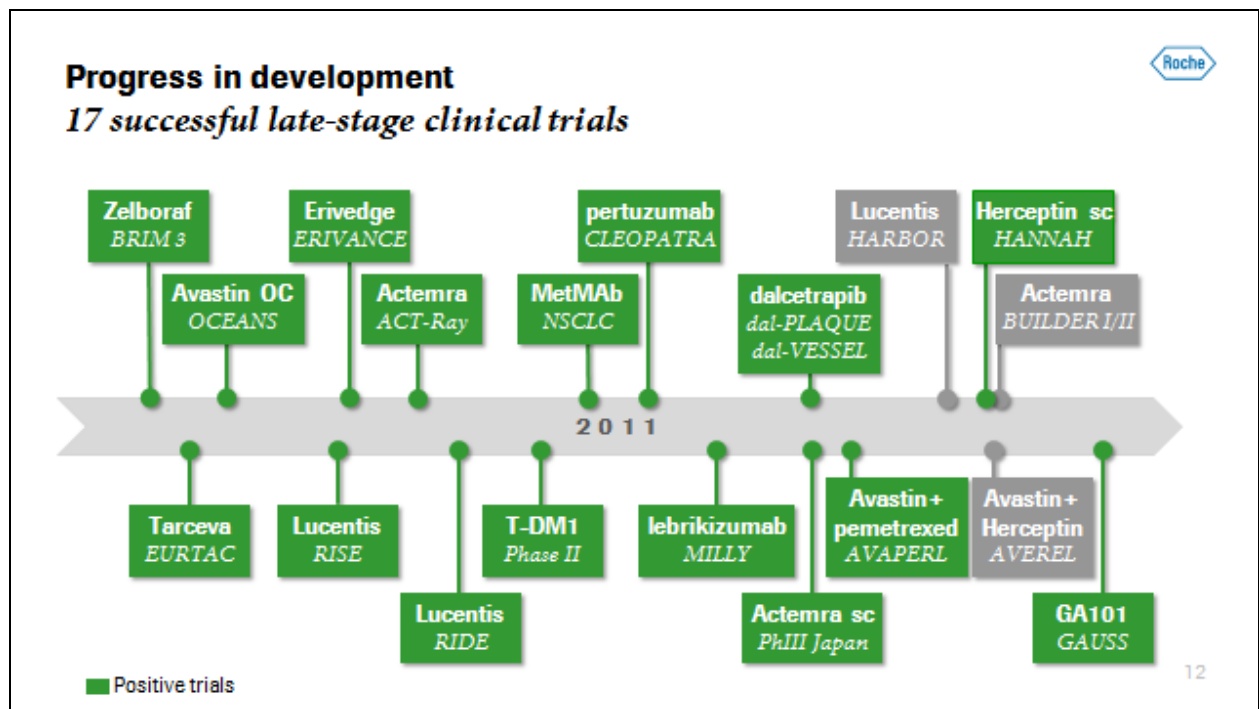 Progress in development
17 successful late-stage clinical trials
Roche
Zelboraf
BRIM 3
Erivedge
ERIVANCE
pertuzumab
CLEOPATRA
Lucentis
HARBOR
Herceptin sc
HANNAH
Avastin OC
OCEANS
Actemra
ACT-Ray
MetMAb
NSCLC
dalcetrapib
dal-PLAQUE
dal-VESSEL
Actemra
BUILDER I/II
2011
Tarceva
EURTAC
Lucentis
RISE
T-DM1
Phase II
lebrikizumab
MILLY
Avastin+
pemetrexed
AVAPERL
Avastin+
Herceptin
AVEREL
Lucentis
RIDE
Actemra sc
PhIII Japan
GA101
GAUSS
Positive trials
12